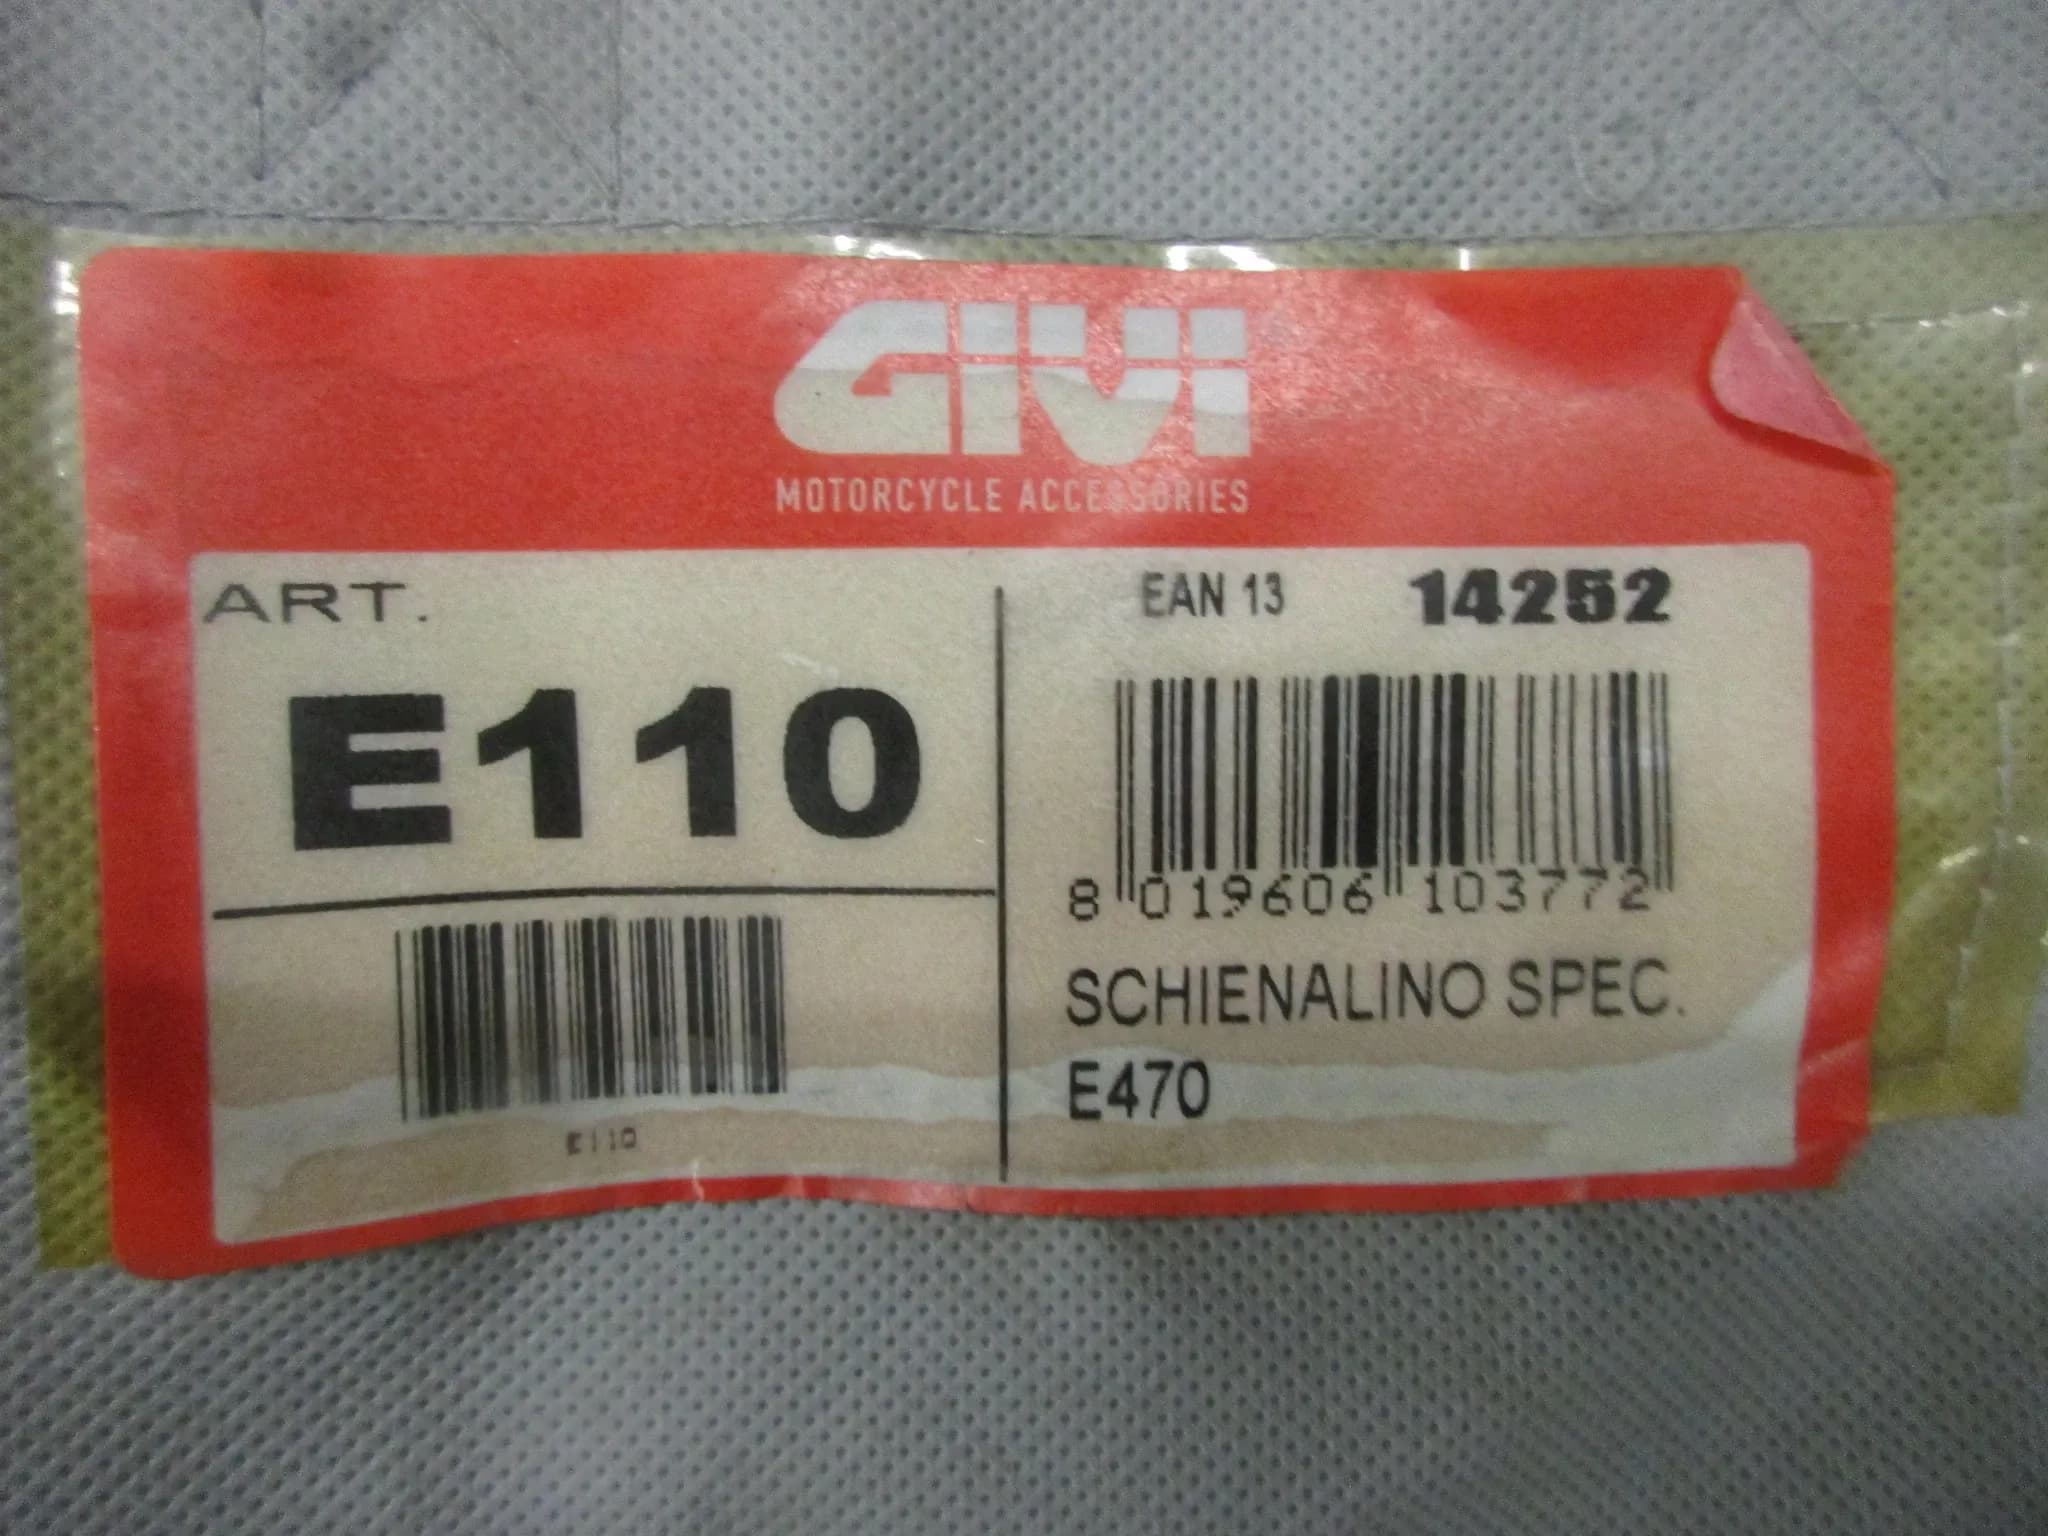 GIVI
MOTORCYCLE ACCESSORIES
ART.
E110
E110
EAN 13 14252
8 019606 103772
SCHIENALINO SPEC.
E470